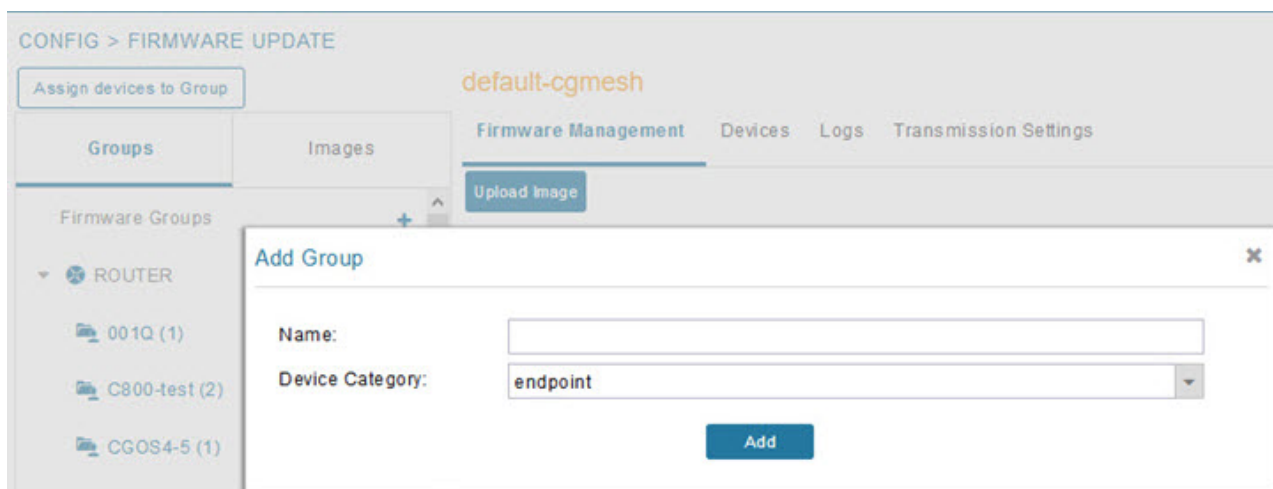 CONFIG > FIRMWARE UPDATE
Assign devices to Group
default-cgmesh
Groups
Images
Firmware Management
Devices
Logs
Transmission Settings
Upload Image
Firmware Groups
+
ROUTER
001Q (1)
C800-test (2)
CGOS4-5 (1)
Add Group
Name:
Device Category:
endpoint
Add